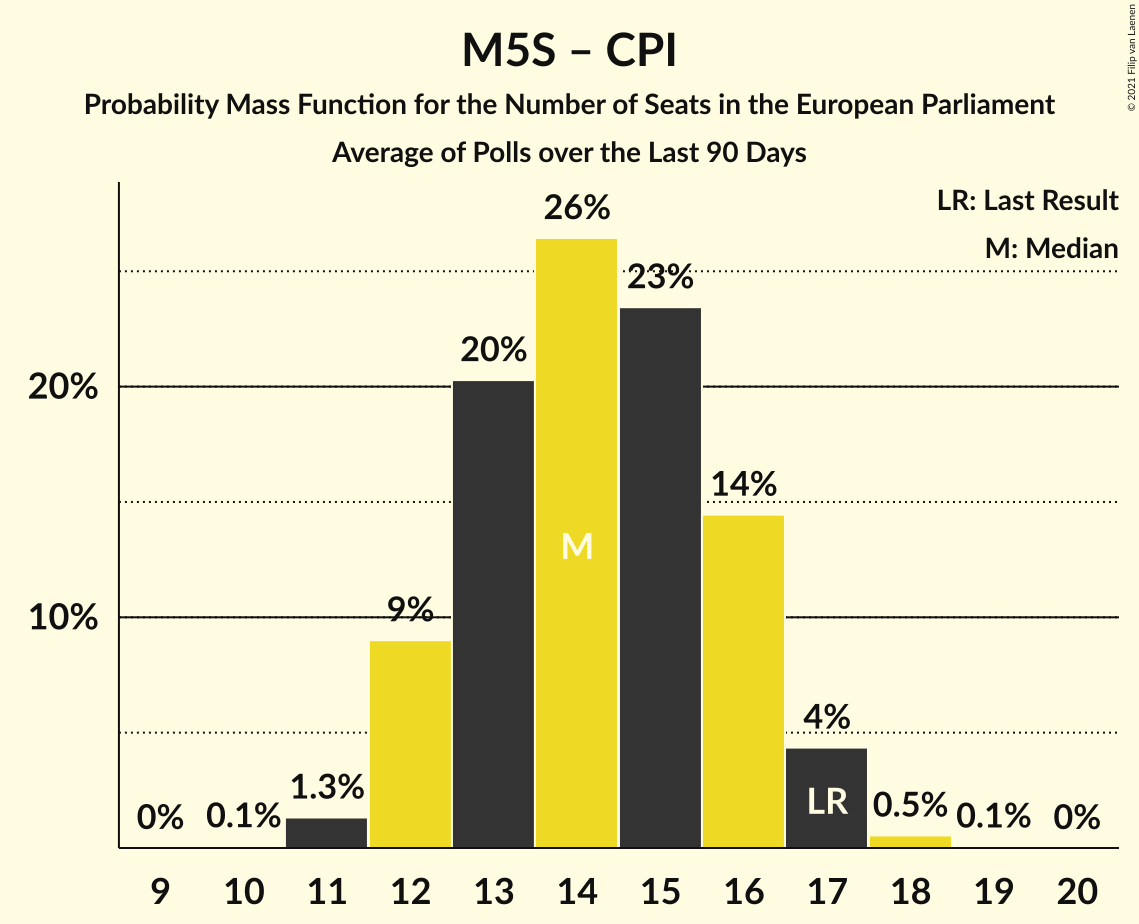 M5S – CPI
Probability Mass Function for the Number of Seats in the European Parliament
Average of Polls over the Last 90 Days
© 2021 Filip van Laenen
LR: Last Result
M: Median
26%
23%
20%
14%
9%
4%
1.3%
0.5%
0% 0.1% 0.1% 0%
20%
10%
M
LR
9 10 11 12 13 14 15 16 17 18 19 20